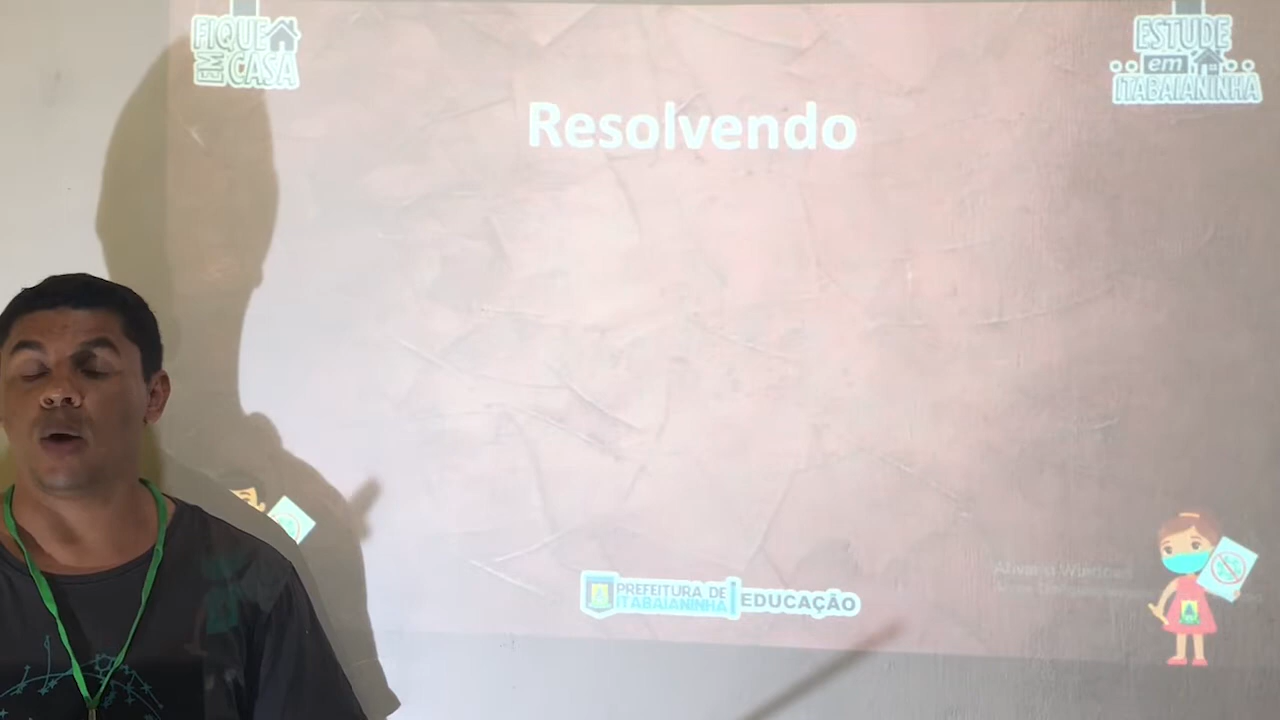 FIQUE
EM CASA
ESTUDE
em
ITABAIANINHA
Resolvendo
PREFEITURA DE
ITABAIANINHA
EDUCAÇÃO